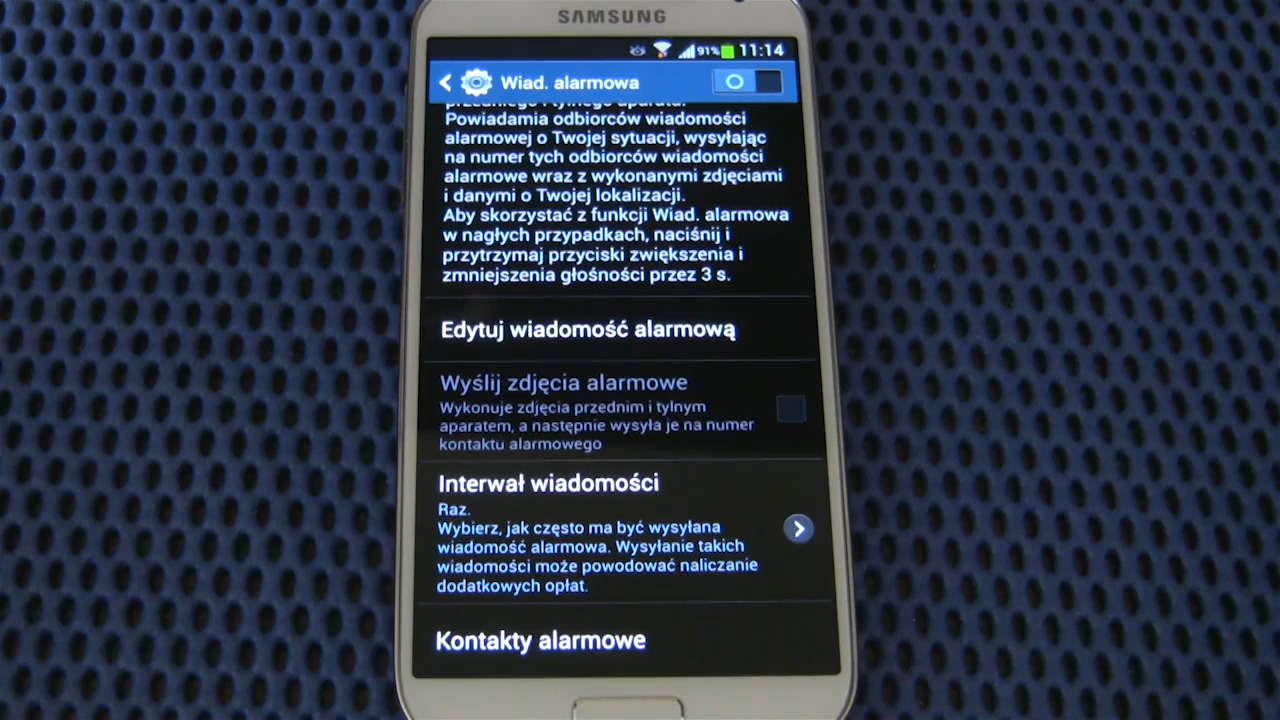 SAMSUNG
91% 11:14
Wiad. alarmowa
przedniego i tylnego aparatu.
Powiadamia odbiorców wiadomości
alarmowej o Twojej sytuacji, wysyłając
na numer tych odbiorców wiadomości
alarmowe wraz z wykonanymi zdjęciami
i danymi o Twojej lokalizacji.
Aby skorzystać z funkcji Wiad. alarmowa
w nagłych przypadkach, naciśnij i
przytrzymaj przyciski zwiększenia i
zmniejszenia głośności przez 3 s.
Edytuj wiadomość alarmową
Wyślij zdjęcia alarmowe
Wykonuje zdjęcia przednim i tylnym
aparatem, a następnie wysyła je na numer
kontaktu alarmowego
Interwał wiadomości
Raz.
Wybierz, jak często ma być wysyłana
wiadomość alarmowa. Wysyłanie takich
wiadomości może powodować naliczanie
dodatkowych opłat.
Kontakty alarmowe